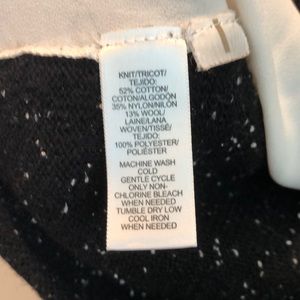 KNIT/TRICOT/
TEJIDO:
52% COTTON/
COTON/ALGODÓN
35% NYLON/NILÓN
13% WOOL/
LAINE/LANA
WOVEN/TISSÉ/
TEJIDO:
100% POLYESTER/
POLIÉSTER
MACHINE WASH
COLD
GENTLE CYCLE
ONLY NON-
CHLORINE BLEACH
WHEN NEEDED
TUMBLE DRY LOW
COOL IRON
WHEN NEEDED